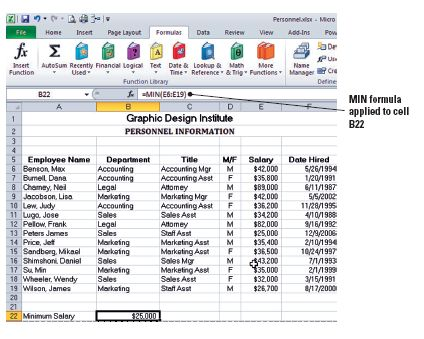 Personnel.xlsx - Micro
File Home Insert Page Layout Formulas Data Review View Add-Ins Pow
Insert Function AutoSum Recently Used Financial Logical Text Date & Time Lookup & Reference Math & Trig More Functions Name Manager
Function Library Define
B22 fx =MIN(E6:E19)
MIN formula
applied to cell
B22
A B C D E F
1 Graphic Design Institute
2 PERSONNEL INFORMATION
3
4
5 Employee Name Department Title M/F Salary Date Hired
6 Benson, Max Accounting Accounting Mgr M $42,000 5/26/1994
7 Burnell, Dana Accounting Accounting Asst F $35,800 1/20/1991
8 Charney, Neil Legal Attorney M $89,000 6/11/1987
9 Jacobson, Lisa Marketing Marketing Mgr F $42,000 5/5/2002
10 Lew, Judy Accounting Accounting Asst F $36,200 11/28/1995
11 Lugo, Jose Sales Sales Asst M $34,200 4/10/1988
12 Pellow, Frank Legal Attorney M $82,000 9/16/1992
13 Peters James Sales Staff Asst M $25,000 12/9/2006
14 Price, Jeff Marketing Marketing Asst M $35,400 2/10/1994
15 Sandberg, Mikael Marketing Marketing Asst F $36,500 10/24/1997
16 Shimshoni, Daniel Sales Sales Mgr M $43,200 7/1/1993
17 Su, Min Marketing Marketing Asst F $35,000 2/1/1999
18 Wheeler, Wendy Sales Sales Asst F $32,000 3/15/1991
19 Wilson, James Marketing Marketing Asst M $26,700 8/17/2000
20
21
22 Minimum Salary $25,000